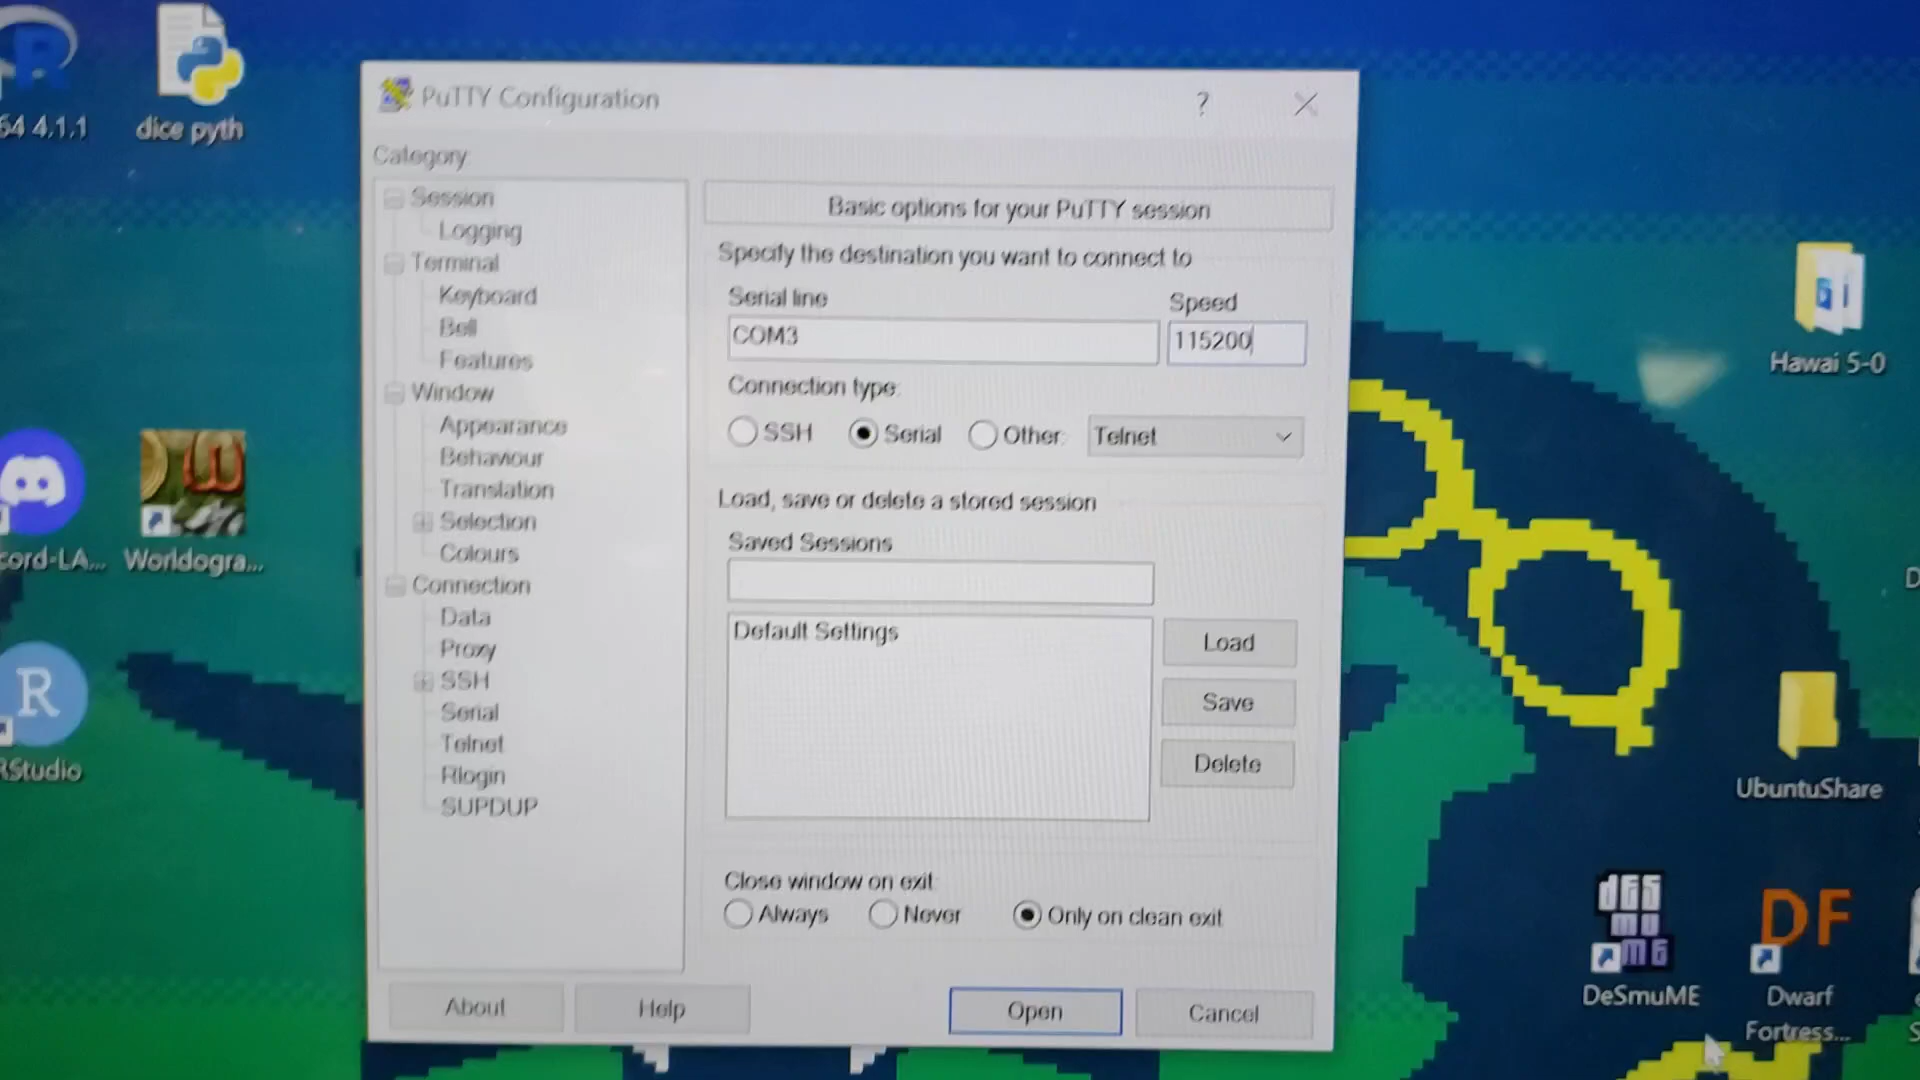 64 4.1.1
dice pyth
PuTTY Configuration
?
Category:
Session
Logging
Terminal
Keyboard
Bell
Features
Window
Appearance
Behaviour
Translation
Selection
Colours
Connection
Data
Proxy
SSH
Serial
Telnet
Rlogin
SUPDUP
Basic options for your PuTTY session
Specify the destination you want to connect to
Serial line
Speed
COM3
115200
Connection type:
SSH
Serial
Other:
Telnet
Load, save or delete a stored session
Saved Sessions
Default Settings
Load
Save
Delete
Close window on exit:
Always
Never
Only on clean exit
About
Help
Open
Cancel
cord-LA...
Worldogra...
R
RStudio
Hawai 5-0
UbuntuShare
DeSmuME
DF
Dwarf
Fortress...